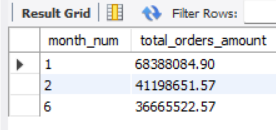 Result Grid Filter Rows:
month_num total_orders_amount
1 68388084.90
2 41198651.57
6 36665522.57